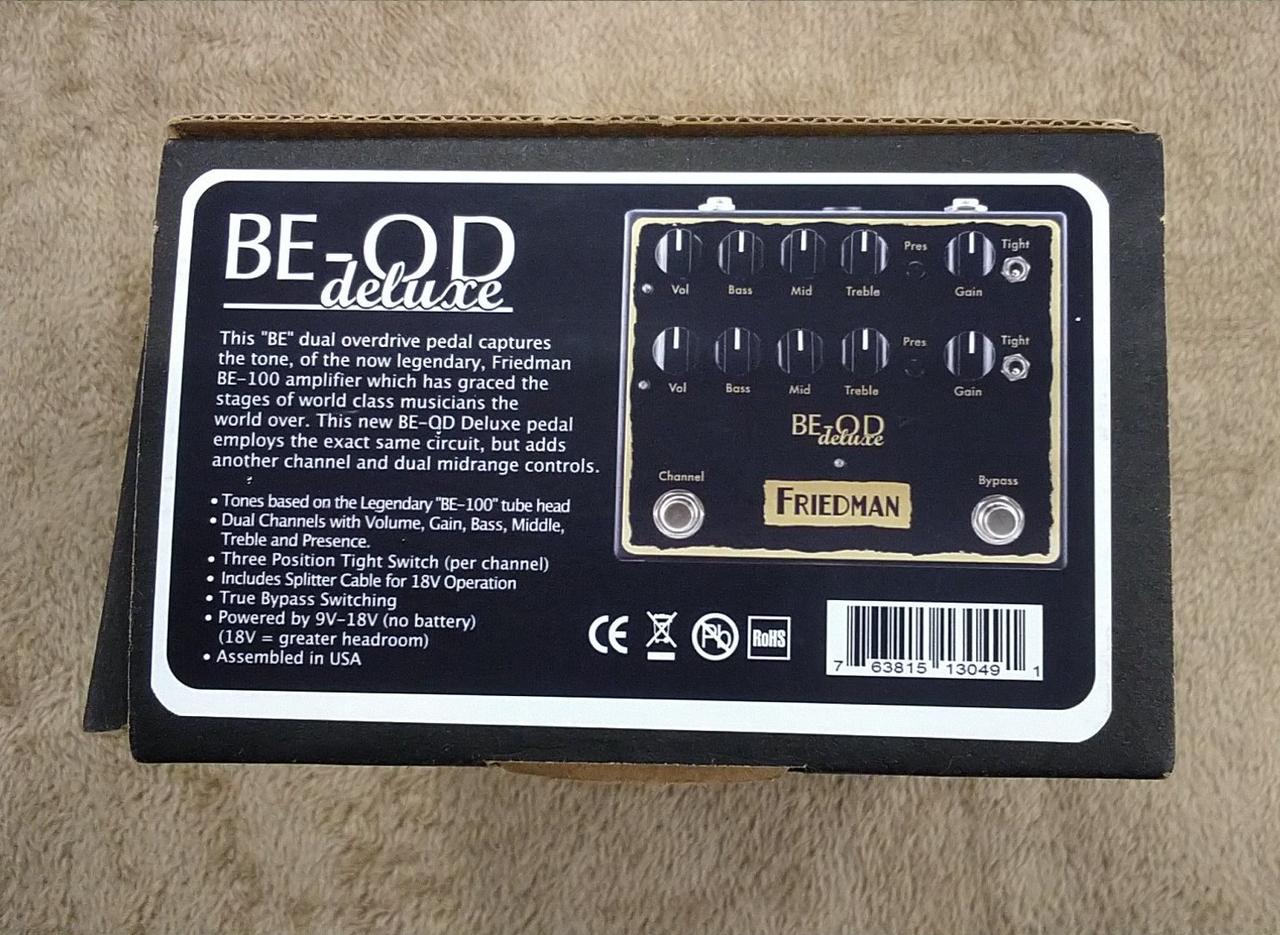 BE-OD
deluxe
This "BE" dual overdrive pedal captures
the tone, of the now legendary, Friedman
BE-100 amplifier which has graced the
stages of world class musicians the
world over. This new BE-OD Deluxe pedal
employs the exact same circuit, but adds
another channel and dual midrange controls.
• Tones based on the Legendary "BE-100" tube head
• Dual Channels with Volume, Gain, Bass, Middle,
Treble and Presence.
• Three Position Tight Switch (per channel)
• Includes Splitter Cable for 18V Operation
• True Bypass Switching
• Powered by 9V-18V (no battery)
(18V = greater headroom)
• Assembled in USA
Pres Tight
Vol Bass Mid Treble Gain
Pres Tight
Vol Bass Mid Treble Gain
BE-OD
deluxe
Channel Bypass
FRIEDMAN
CE Pb RoHS
7 63815 13049 1